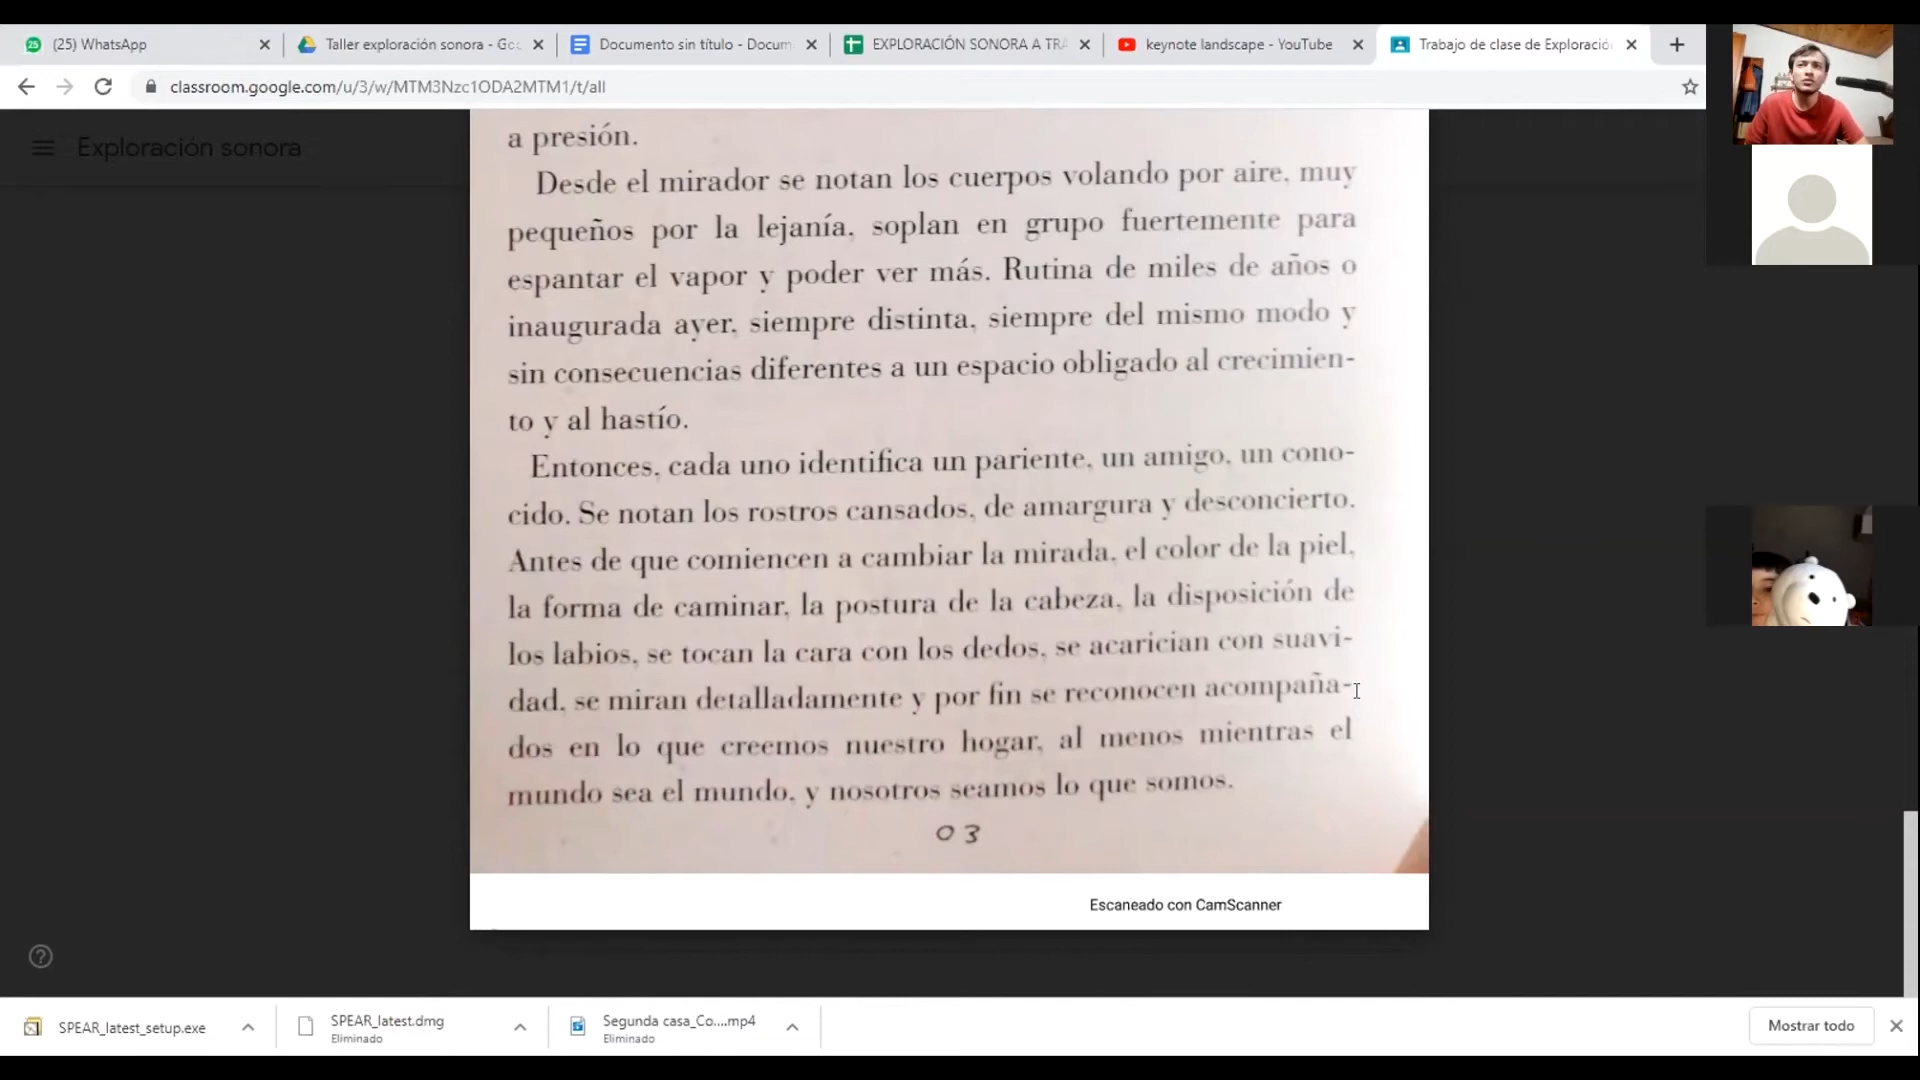 (25) WhatsApp
Taller exploración sonora - Go
Documento sin título - Docum
EXPLORACIÓN SONORA A TRA
keynote landscape - YouTube
Trabajo de clase de Exploració
classroom.google.com/u/3/w/MTM3Nzc1ODA2MTM1/t/all
Exploración sonora
a presión.
Desde el mirador se notan los cuerpos volando por aire, muy
pequeños por la lejanía, soplan en grupo fuertemente para
espantar el vapor y poder ver más. Rutina de miles de años o
inaugurada ayer, siempre distinta, siempre del mismo modo y
sin consecuencias diferentes a un espacio obligado al crecimien-
to y al hastío.
Entonces, cada uno identifica un pariente, un amigo, un cono-
cido. Se notan los rostros cansados, de amargura y desconcierto.
Antes de que comiencen a cambiar la mirada, el color de la piel,
la forma de caminar, la postura de la cabeza, la disposición de
los labios, se tocan la cara con los dedos, se acarician con suavi-
dad, se miran detalladamente y por fin se reconocen acompaña-
dos en lo que creemos nuestro hogar, al menos mientras el
mundo sea el mundo, y nosotros seamos lo que somos.
03
Escaneado con CamScanner
SPEAR_latest_setup.exe
SPEAR_latest.dmg
Eliminado
Segunda casa_Co....mp4
Eliminado
Mostrar todo